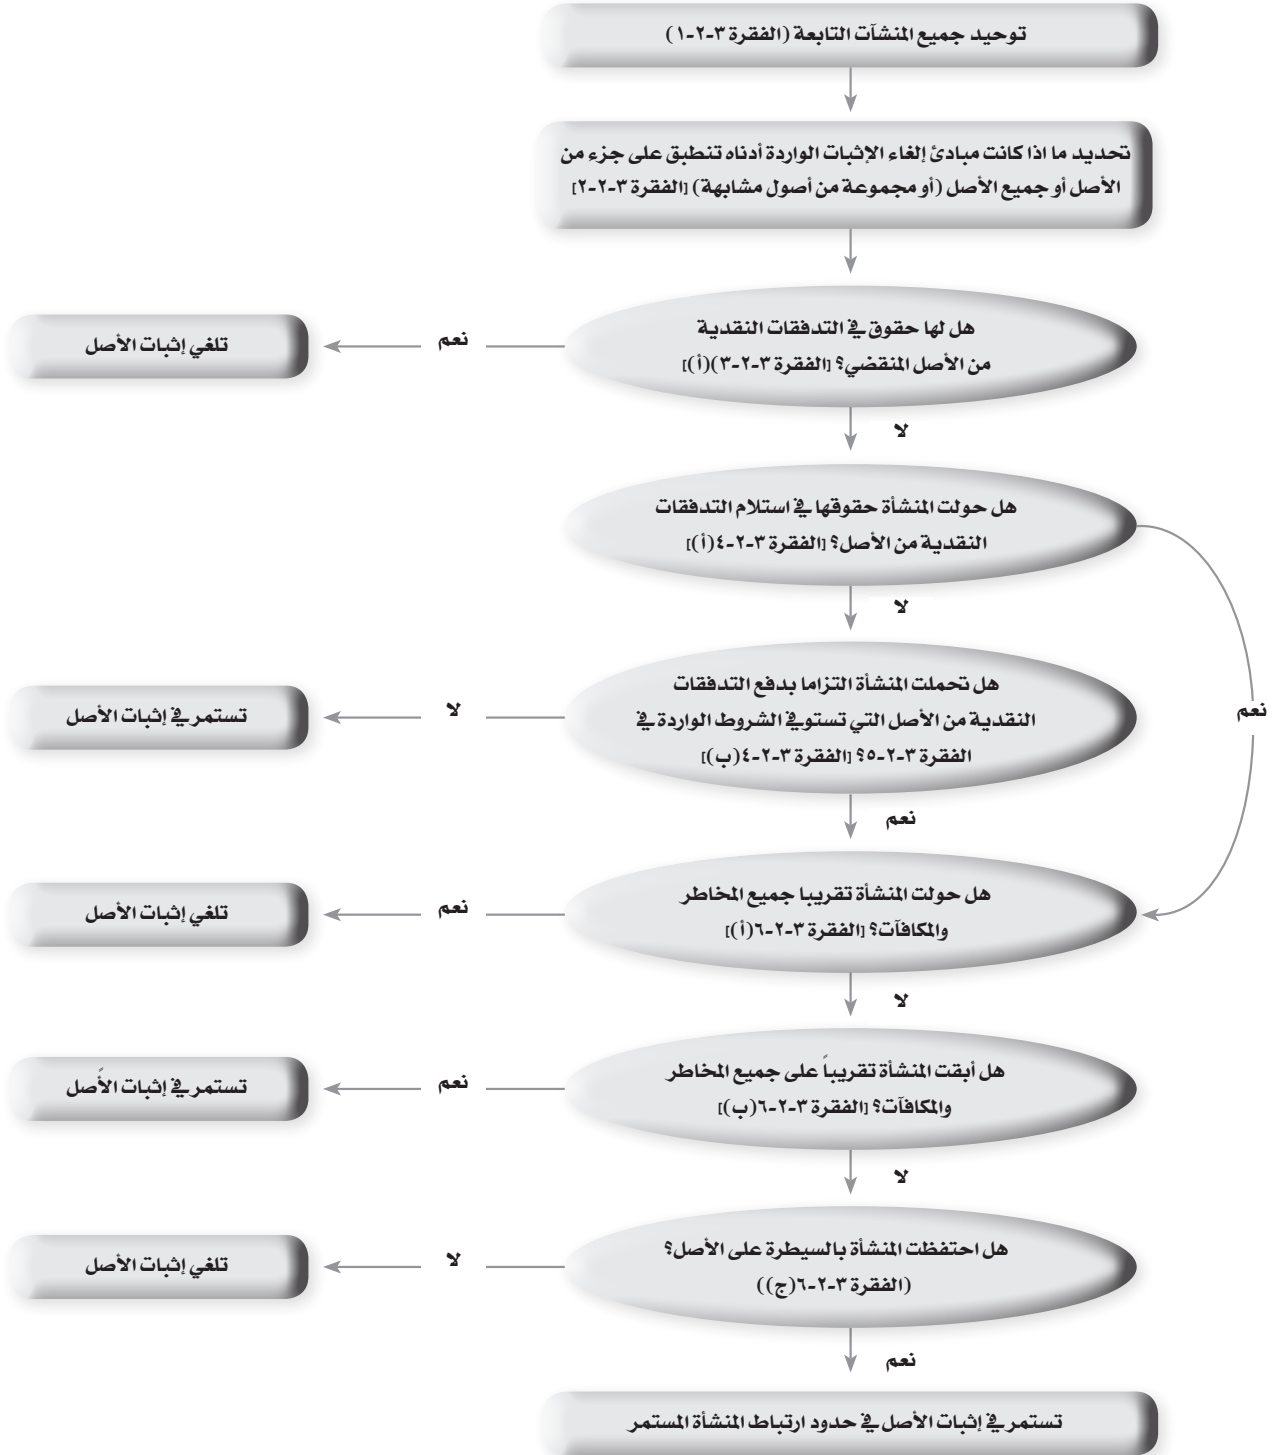 توحيد جميع المنشآت التابعة (الفقرة ٣-٢-١)
تحديد ما اذا كانت مبادئ إلغاء الإثبات الواردة أدناه تنطبق على جزء من
الأصل أو جميع الأصل (أو مجموعة من أصول مشابهة) [الفقرة ٣-٢-٢]
هل لها حقوق في التدفقات النقدية
من الأصل المنقضي؟ [الفقرة ٣-٢-٣)(أ)]
نعم
تلغي إثبات الأصل
لا
هل حولت المنشأة حقوقها في استلام التدفقات
النقدية من الأصل؟ [الفقرة ٣-٢-٤(أ)]
نعم
لا
هل تحملت المنشأة التزاما بدفع التدفقات
النقدية من الأصل التي تستوفي الشروط الواردة في
الفقرة ٣-٢-٥؟ [الفقرة ٣-٢-٤(ب)]
لا
تستمر في إثبات الأصل
نعم
هل حولت المنشأة تقريبا جميع المخاطر
والمكافآت؟ [الفقرة ٣-٢-٦(أ)]
نعم
تلغي إثبات الأصل
لا
هل أبقت المنشأة تقريباً على جميع المخاطر
والمكافآت؟ [الفقرة ٣-٢-٦(ب)]
نعم
تستمر في إثبات الأصل
لا
هل احتفظت المنشأة بالسيطرة على الأصل؟
(الفقرة ٣-٢-٦(ج))
لا
تلغي إثبات الأصل
نعم
تستمر في إثبات الأصل في حدود ارتباط المنشأة المستمر